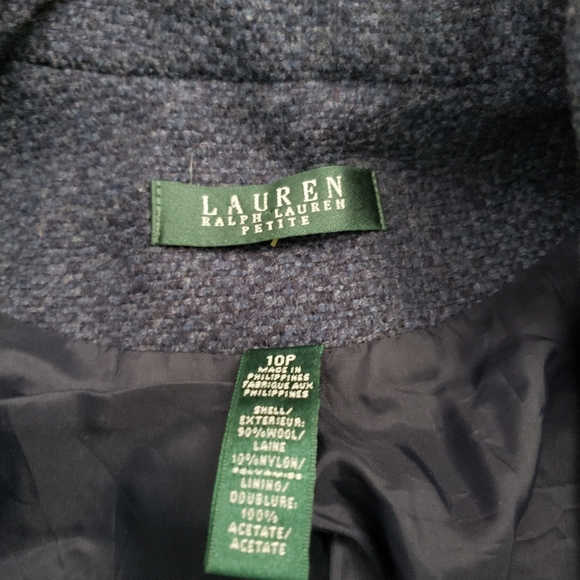 LAUREN
RALPH LAUREN
PETITE
10P
MADE IN
PHILIPPINES
FABRIQUE AUX
PHILIPPINES
SHELL/
EXTERIEUR:
90%WOOL/
LAINE
10%NYLON/
POLYAMIDE
LINING/
DOUBLURE:
100%
ACETATE/
ACETATE